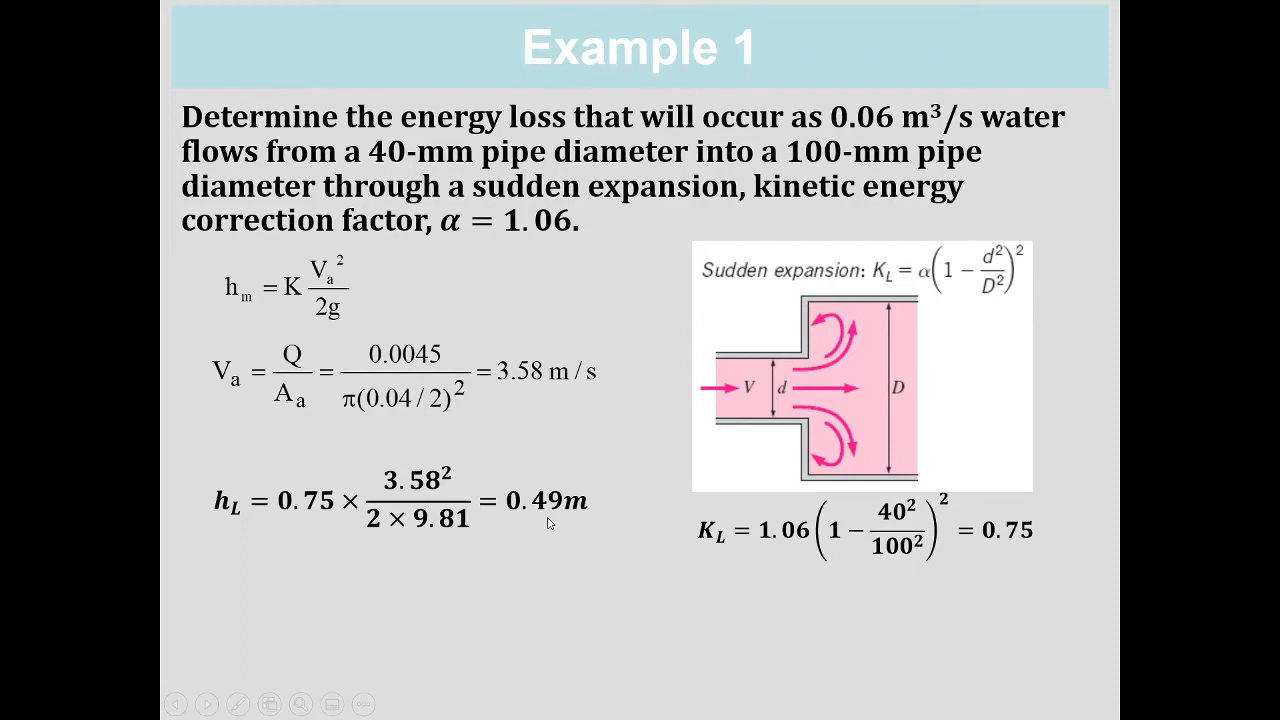 Example 1
Determine the energy loss that will occur as 0.06 m³/s water
flows from a 40-mm pipe diameter into a 100-mm pipe
diameter through a sudden expansion, kinetic energy
correction factor, α = 1.06.
h_m = K V_a² / 2g
V_a = Q / A_a = 0.0045 / π(0.04 / 2)² = 3.58 m / s
h_L = 0.75 × 3.58² / 2 × 9.81 = 0.49m
Sudden expansion: K_L = α(1 − d²/D²)²
V d D
K_L = 1.06 (1 − 40²/100²)² = 0.75